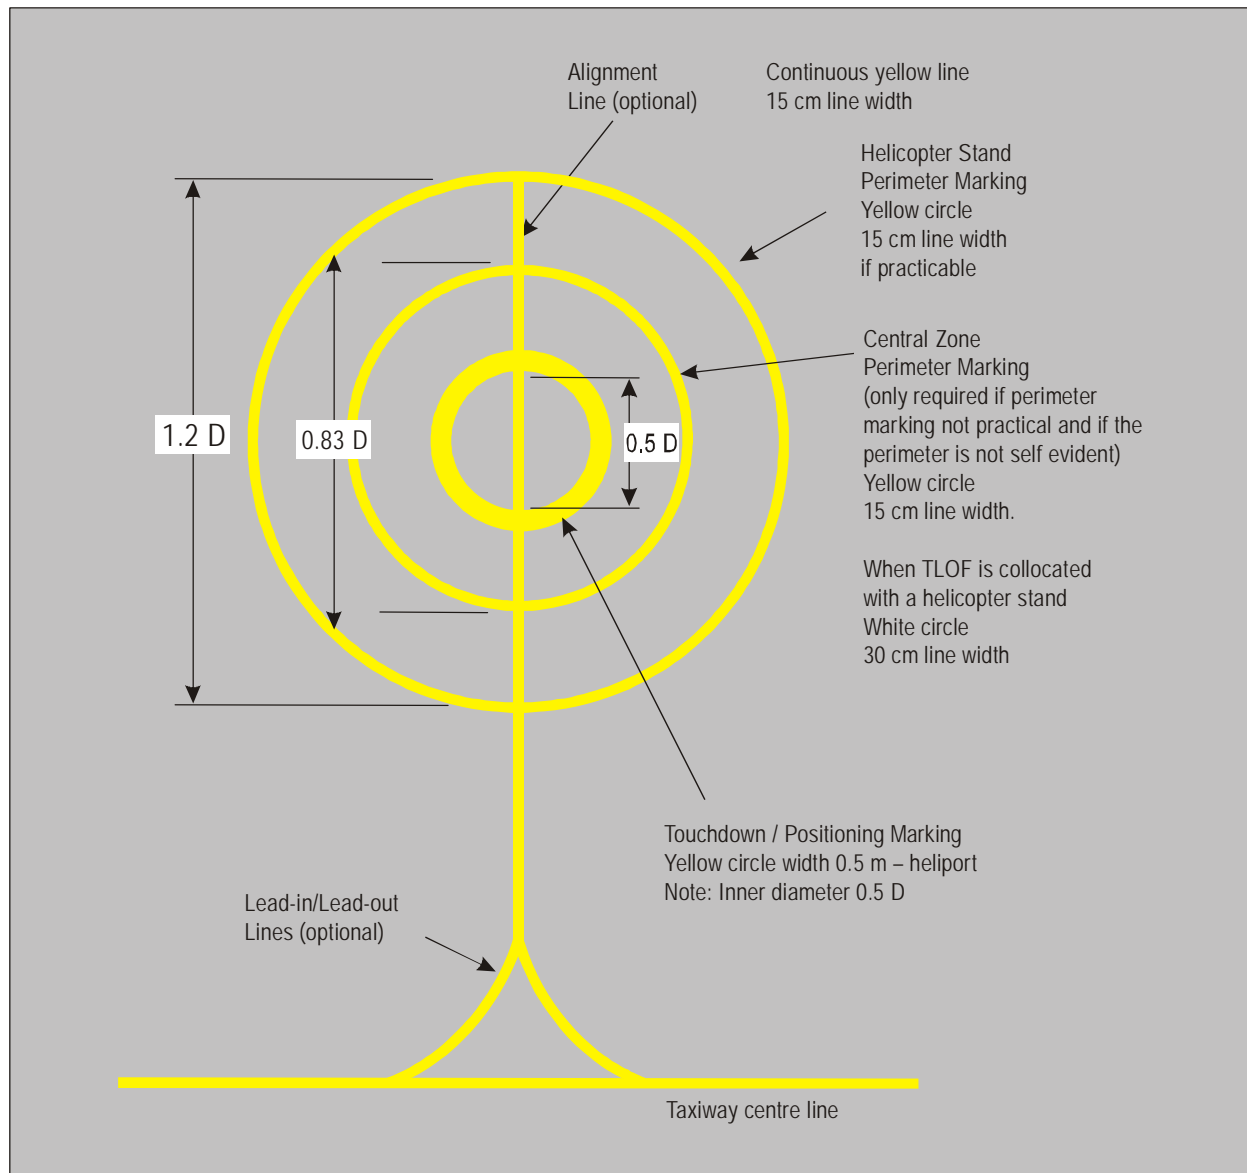 Alignment
Line (optional)
Continuous yellow line
15 cm line width
Helicopter Stand
Perimeter Marking
Yellow circle
15 cm line width
if practicable
Central Zone
Perimeter Marking
(only required if perimeter
marking not practical and if the
perimeter is not self evident)
Yellow circle
15 cm line width.
When TLOF is collocated
with a helicopter stand
White circle
30 cm line width
1.2 D
0.83 D
0.5 D
Touchdown / Positioning Marking
Yellow circle width 0.5 m – heliport
Note: Inner diameter 0.5 D
Lead-in/Lead-out
Lines (optional)
Taxiway centre line